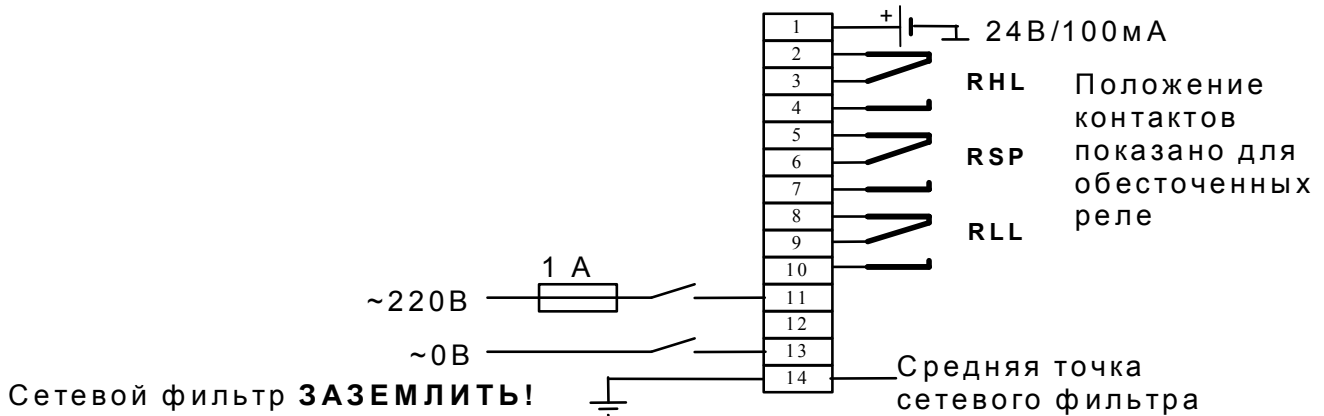 1 + 24В/100мА
2
3 RHL Положение
4 контактов
5 показано для
6 RSP обесточенных
7 реле
8
9 RLL
10
1 А
~220В 11
12
~0В 13
Сетевой фильтр ЗАЗЕМЛИТЬ! 14 Средняя точка
сетевого фильтра